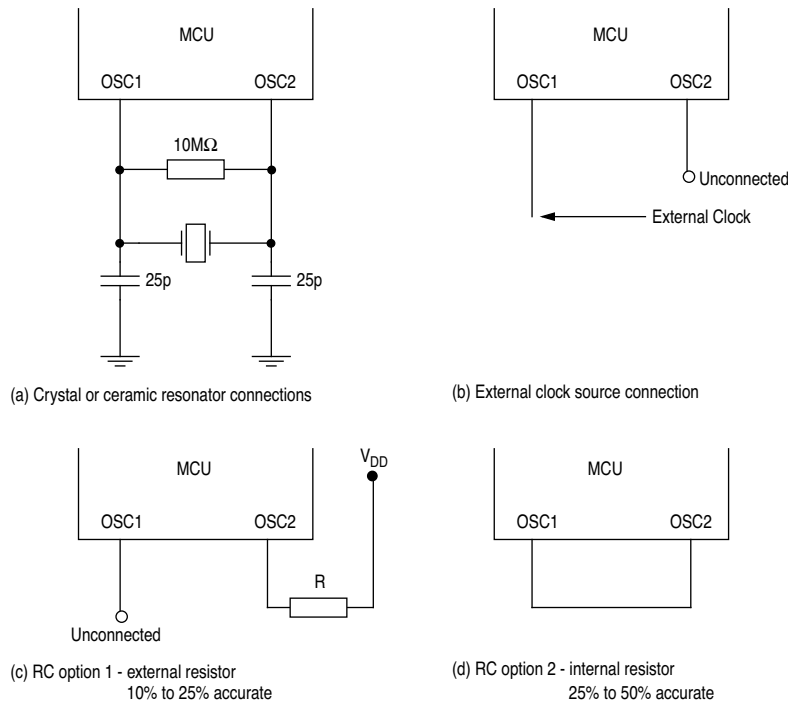 MCU
OSC1 OSC2
10MΩ
25p 25p
(a) Crystal or ceramic resonator connections
MCU
OSC1 OSC2
Unconnected
External Clock
(b) External clock source connection
MCU
OSC1 OSC2
VDD
R
Unconnected
(c) RC option 1 - external resistor
10% to 25% accurate
MCU
OSC1 OSC2
(d) RC option 2 - internal resistor
25% to 50% accurate